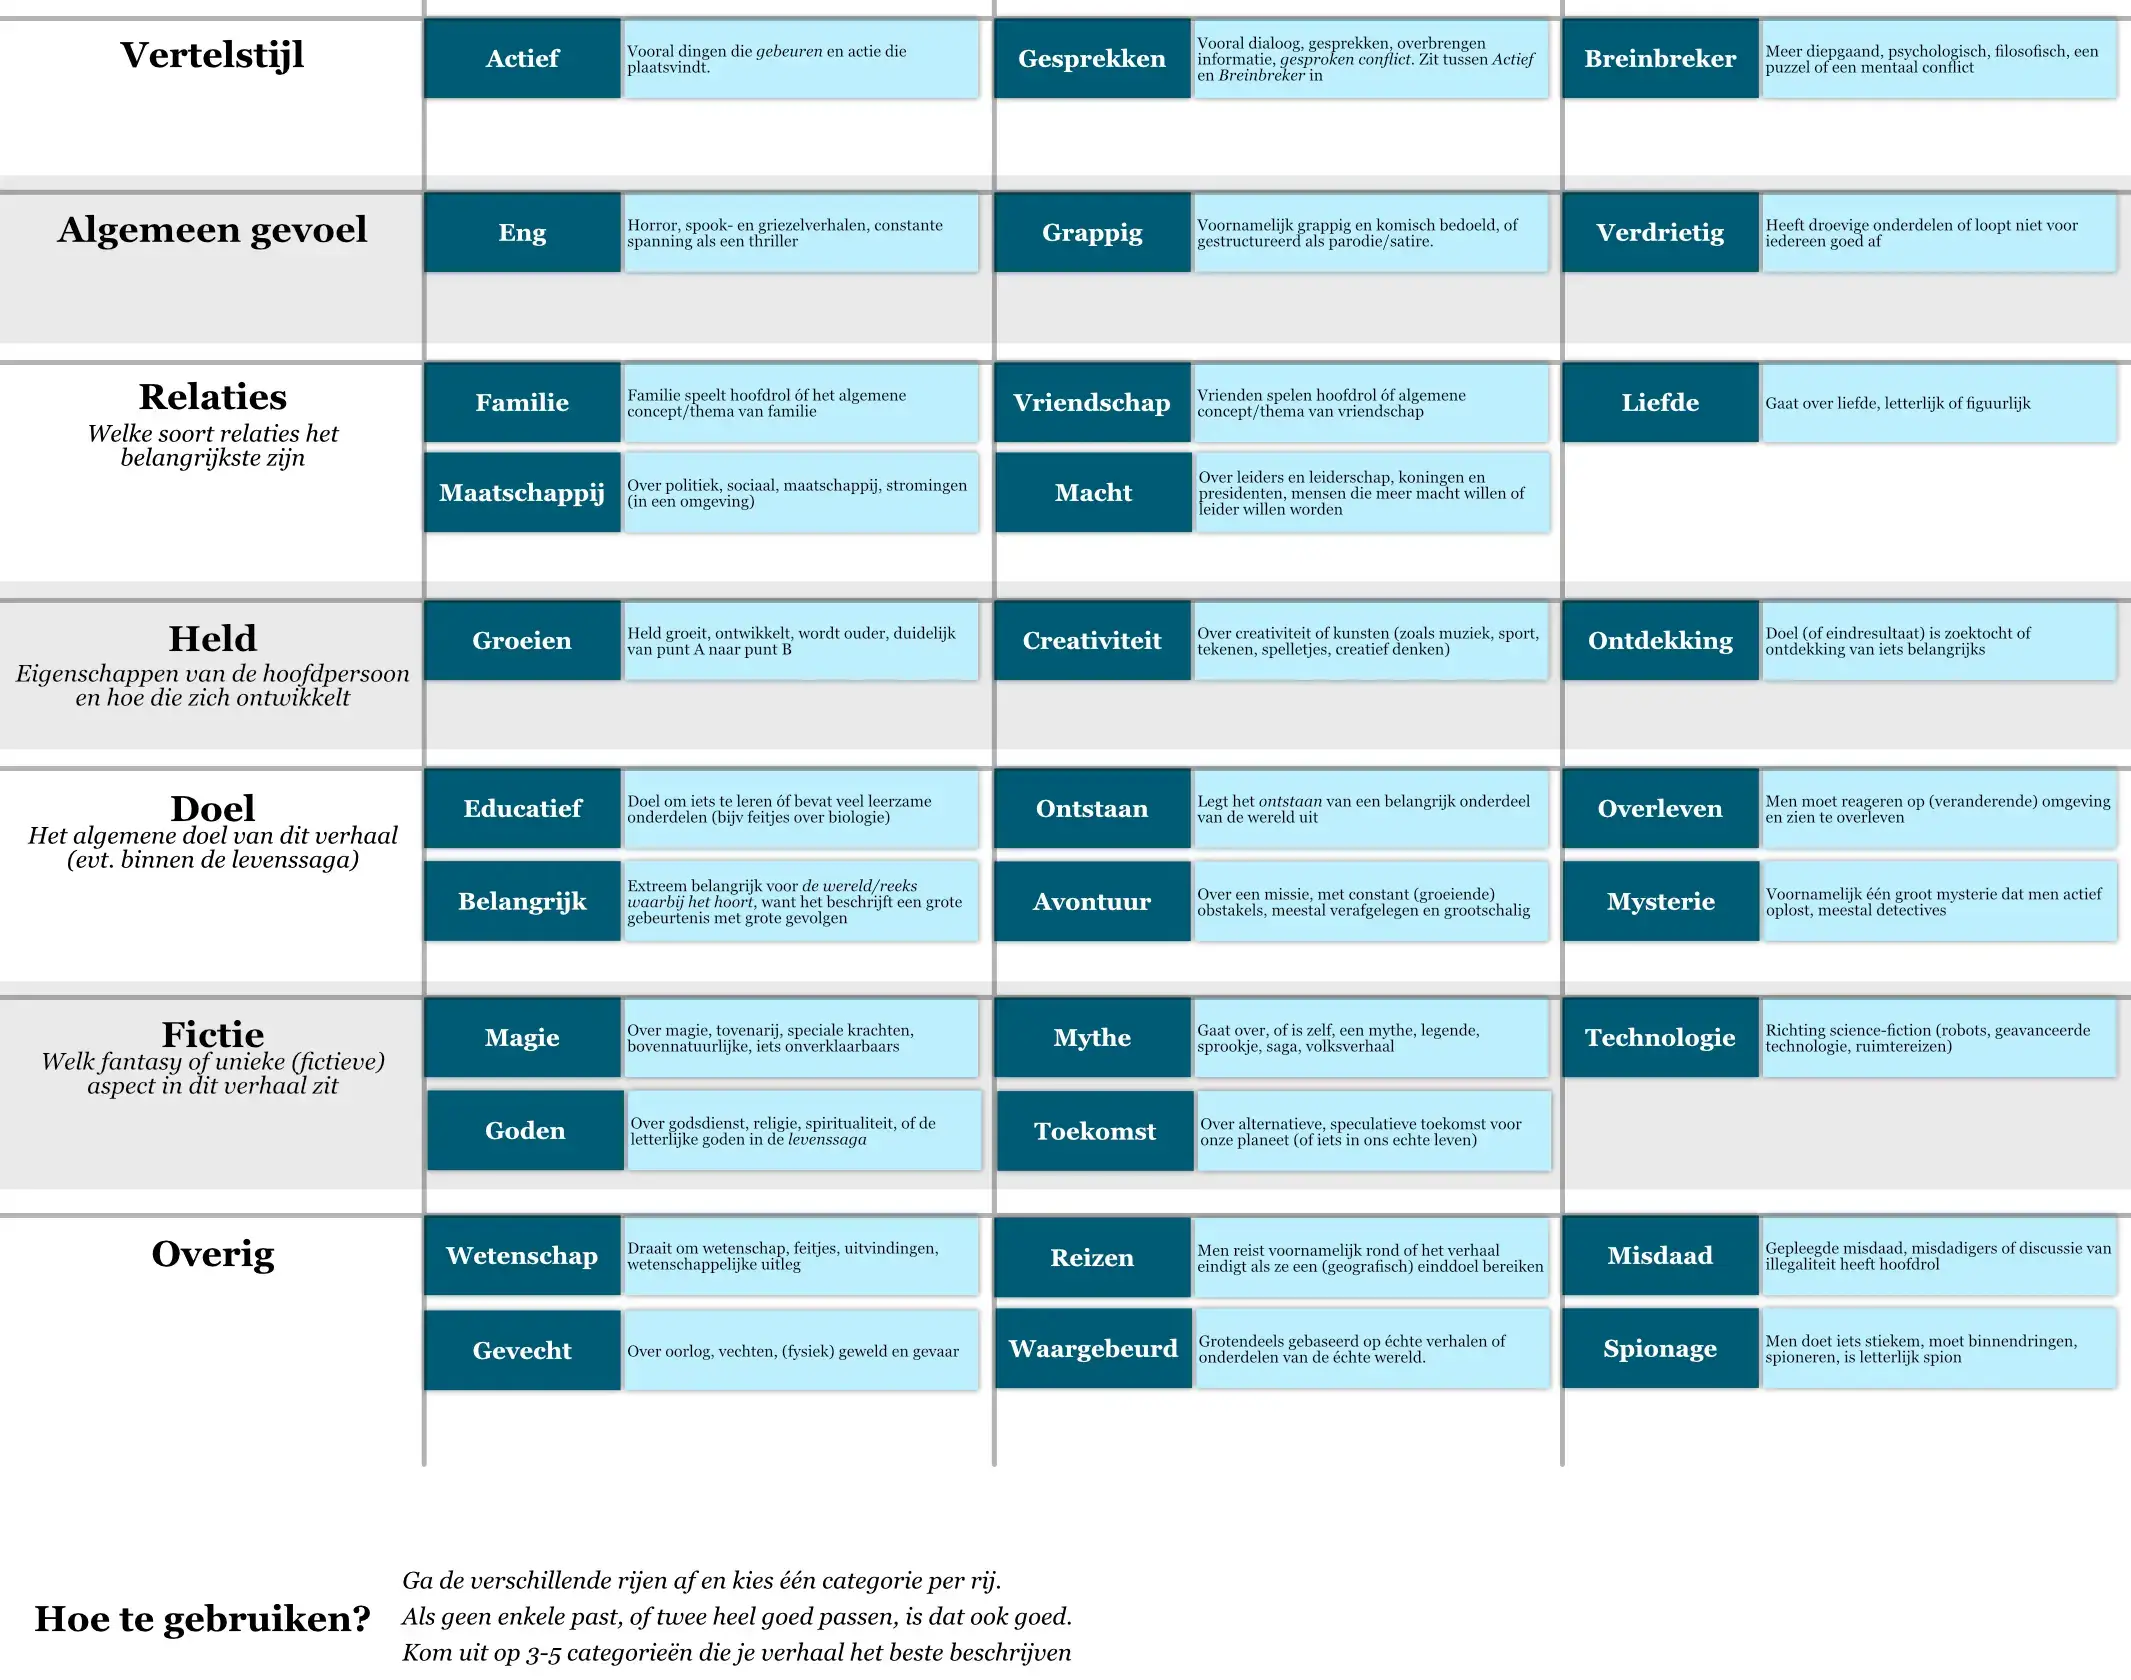 Vertelstijl
Actief
Vooral dingen die gebeuren en actie die
plaatsvindt.
Gesprekken
Vooral dialoog, gesprekken, overbrengen
informatie, gesproken conflict. Zit tussen Actief
en Breinbreker in
Breinbreker
Meer diepgaand, psychologisch, filosofisch, een
puzzel of een mentaal conflict
Algemeen gevoel
Eng
Horror, spook- en griezelverhalen, constante
spanning als een thriller
Grappig
Voornamelijk grappig en komisch bedoeld, of
gestructureerd als parodie/satire.
Verdrietig
Heeft droevige onderdelen of loopt niet voor
iedereen goed af
Relaties
Welke soort relaties het
belangrijkste zijn
Familie
Familie speelt hoofdrol óf het algemene
concept/thema van familie
Vriendschap
Vrienden spelen hoofdrol óf algemene
concept/thema van vriendschap
Liefde
Gaat over liefde, letterlijk of figuurlijk
Maatschappij
Over politiek, sociaal, maatschappij, stromingen
(in een omgeving)
Macht
Over leiders en leiderschap, koningen en
presidenten, mensen die meer macht willen of
leider willen worden
Held
Eigenschappen van de hoofdpersoon
en hoe die zich ontwikkelt
Groeien
Held groeit, ontwikkelt, wordt ouder, duidelijk
van punt A naar punt B
Creativiteit
Over creativiteit of kunsten (zoals muziek, sport,
tekenen, spelletjes, creatief denken)
Ontdekking
Doel (of eindresultaat) is zoektocht of
ontdekking van iets belangrijks
Doel
Het algemene doel van dit verhaal
(evt. binnen de levenssaga)
Educatief
Doel om iets te leren óf bevat veel leerzame
onderdelen (bijv feitjes over biologie)
Ontstaan
Legt het ontstaan van een belangrijk onderdeel
van de wereld uit
Overleven
Men moet reageren op (veranderende) omgeving
en zien te overleven
Belangrijk
Extreem belangrijk voor de wereld/reeks
waarbij het hoort, want het beschrijft een grote
gebeurtenis met grote gevolgen
Avontuur
Over een missie, met constant (groeiende)
obstakels, meestal verafgelegen en grootschalig
Mysterie
Voornamelijk één groot mysterie dat men actief
oplost, meestal detectives
Fictie
Welk fantasy of unieke (fictieve)
aspect in dit verhaal zit
Magie
Over magie, tovenarij, speciale krachten,
bovennatuurlijke, iets onverklaarbaars
Mythe
Gaat over, of is zelf, een mythe, legende,
sprookje, saga, volksverhaal
Technologie
Richting science-fiction (robots, geavanceerde
technologie, ruimtereizen)
Goden
Over godsdienst, religie, spiritualiteit, of de
letterlijke goden in de levenssaga
Toekomst
Over alternatieve, speculatieve toekomst voor
onze planeet (of iets in ons echte leven)
Overig
Wetenschap
Draait om wetenschap, feitjes, uitvindingen,
wetenschappelijke uitleg
Reizen
Men reist voornamelijk rond of het verhaal
eindigt als ze een (geografisch) einddoel bereiken
Misdaad
Gepleegde misdaad, misdadigers of discussie van
illegaliteit heeft hoofdrol
Gevecht
Over oorlog, vechten, (fysiek) geweld en gevaar
Waargebeurd
Grotendeels gebaseerd op échte verhalen of
onderdelen van de échte wereld.
Spionage
Men doet iets stiekem, moet binnendringen,
spioneren, is letterlijk spion
Hoe te gebruiken?
Ga de verschillende rijen af en kies één categorie per rij.
Als geen enkele past, of twee heel goed passen, is dat ook goed.
Kom uit op 3-5 categorieën die je verhaal het beste beschrijven